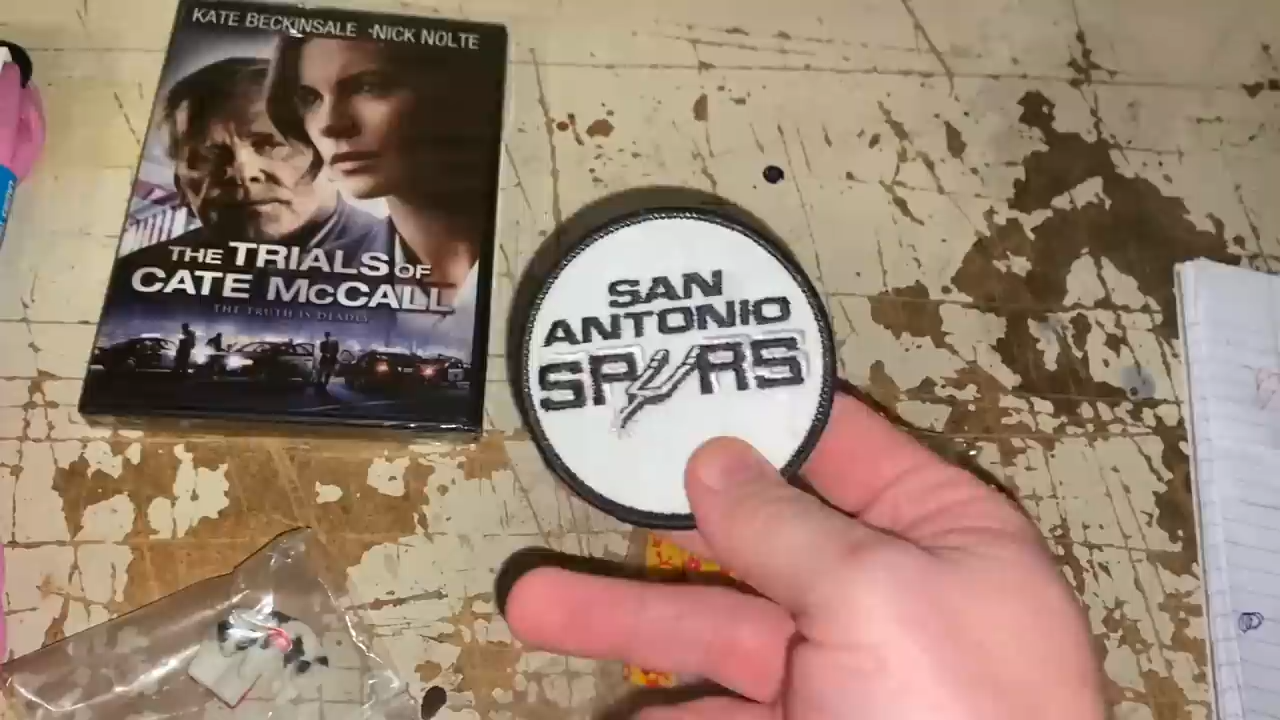 KATE BECKINSALE · NICK NOLTE
THE TRIALS OF
CATE McCALL
THE TRUTH IS DEADLY
SAN
ANTONIO
SPURS